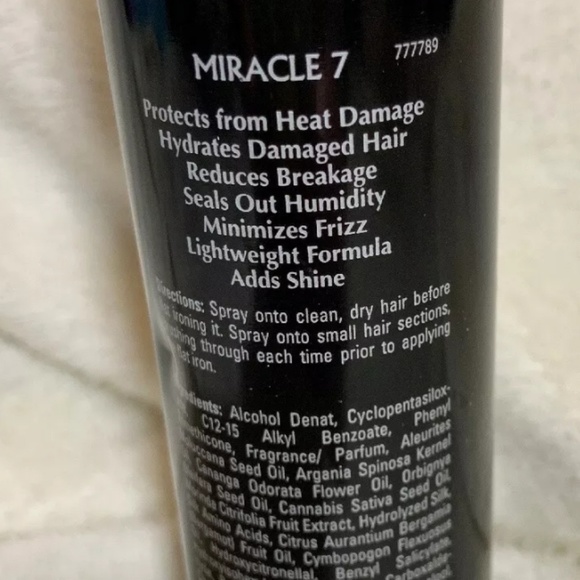 MIRACLE 7 777789
Protects from Heat Damage
Hydrates Damaged Hair
Reduces Breakage
Seals Out Humidity
Minimizes Frizz
Lightweight Formula
Adds Shine
Directions: Spray onto clean, dry hair before
ironing it. Spray onto small hair sections,
through each time prior to applying
iron.
Alcohol Denat, Cyclopentasilox-
C12-15 Alkyl Benzoate, Phenyl
Fragrance/ Parfum, Aleurites
Seed Oil, Argania Spinosa Kernel
Cananga Odorata Flower Oil, Orbignya
Seed Oil, Cannabis Sativa Seed Oil,
Citrifolia Fruit Extract, Hydrolyzed Silk,
Amino Acids, Citrus Aurantium Bergamia
Fruit Oil, Cymbopogon Flexuosus
Hydroxycitronellal, Benzyl Salicylate,